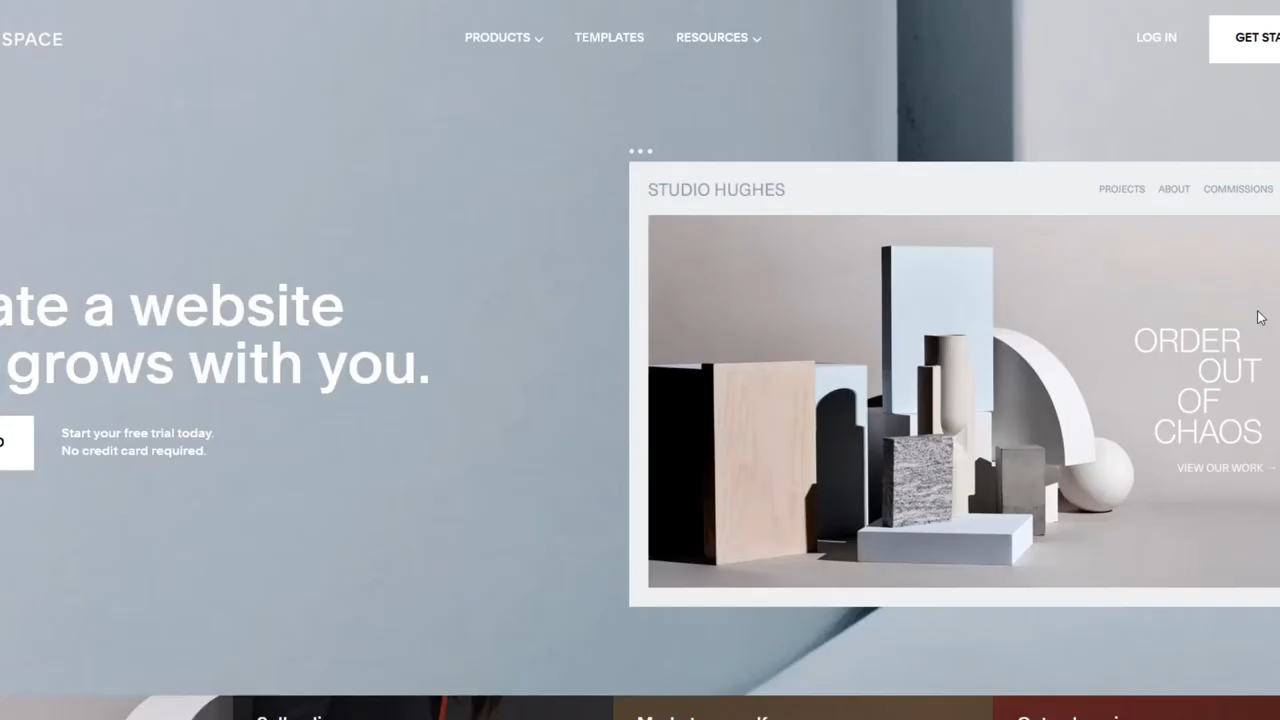 SPACE
PRODUCTS
TEMPLATES
RESOURCES
LOG IN
GET STA
STUDIO HUGHES
PROJECTS
ABOUT
COMMISSIONS
ate a website
grows with you.
Start your free trial today.
No credit card required.
ORDER
OUT
OF
CHAOS
VIEW OUR WORK →